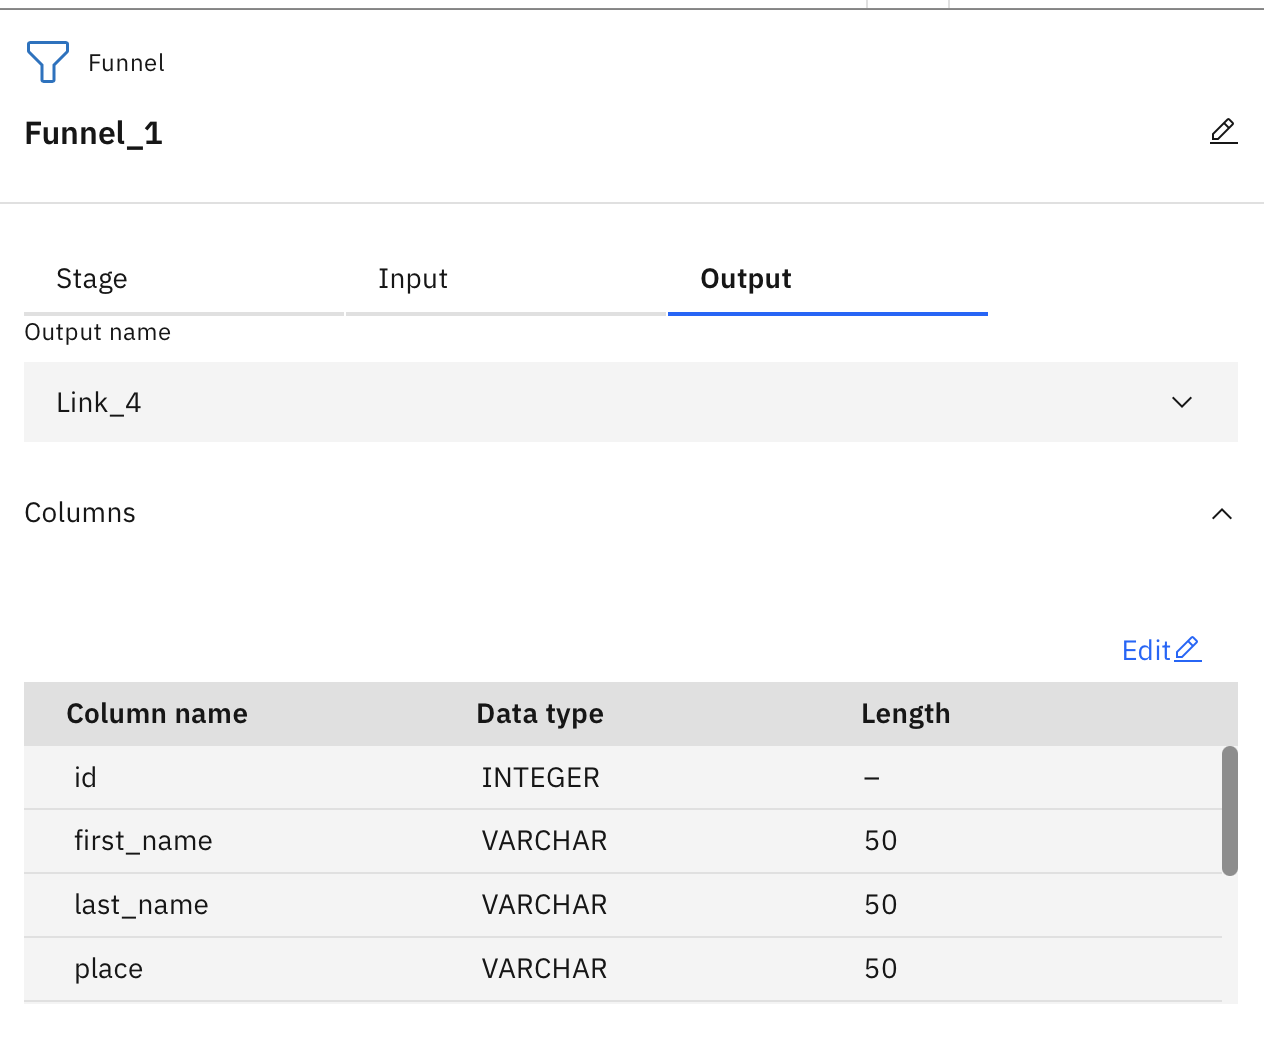 Funnel
Funnel_1
Stage Input Output
Output name
Link_4
Columns
Edit
Column name Data type Length
id INTEGER –
first_name VARCHAR 50
last_name VARCHAR 50
place VARCHAR 50